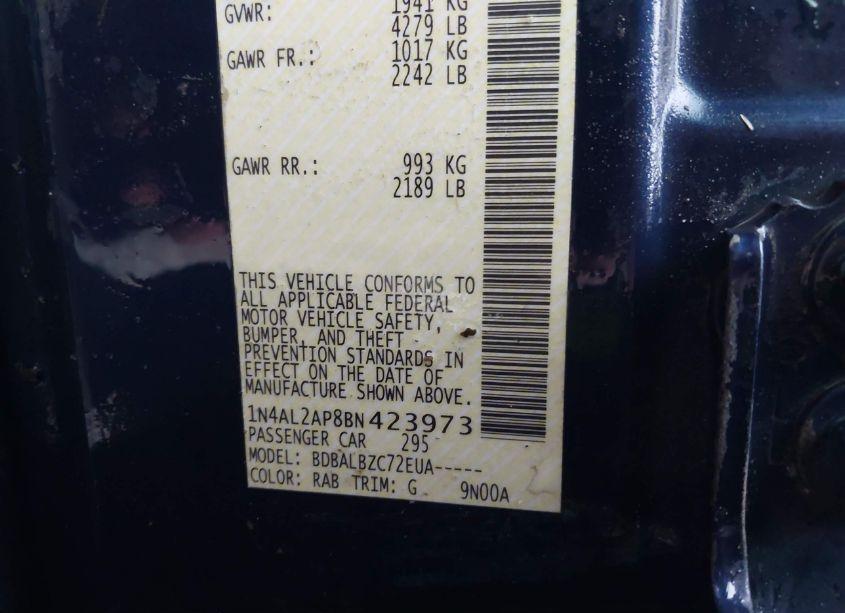 GVWR: 1941 KG
4279 LB
GAWR FR.: 1017 KG
2242 LB
GAWR RR.: 993 KG
2189 LB
THIS VEHICLE CONFORMS TO
ALL APPLICABLE FEDERAL
MOTOR VEHICLE SAFETY,
BUMPER, AND THEFT
PREVENTION STANDARDS IN
EFFECT ON THE DATE OF
MANUFACTURE SHOWN ABOVE.
1N4AL2AP8BN423973
PASSENGER CAR 295
MODEL: BDBALBZC72EUA-----
COLOR: RAB TRIM: G 9N00A